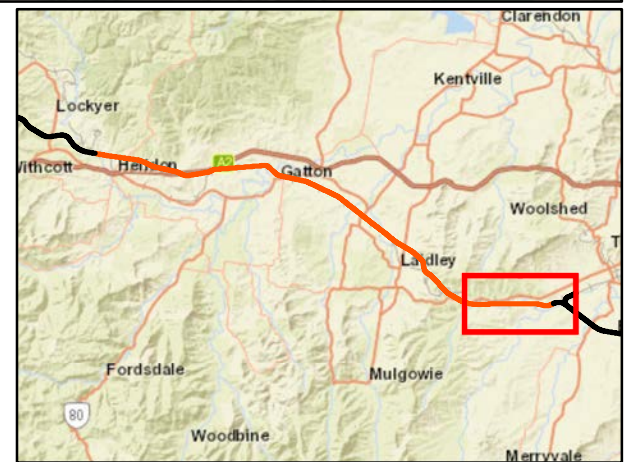 Clarendon
Kentville
Lockyer
A2
Withcott
Helidon
Gatton
Woolshed
T
Laidley
Fordsdale
Mulgowie
80
Woodbine
Merryvale